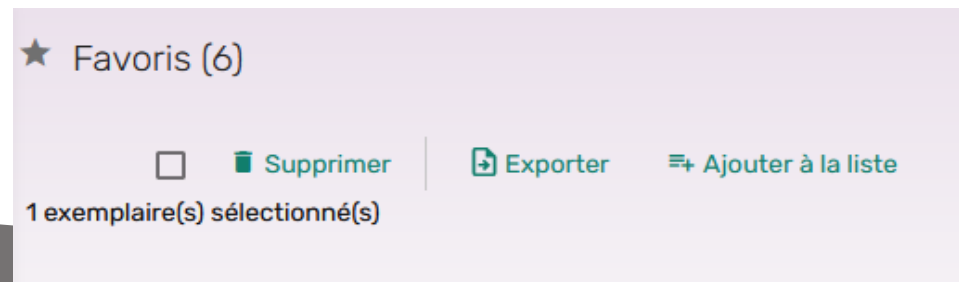 Favoris (6)
Supprimer Exporter Ajouter à la liste
1 exemplaire(s) sélectionné(s)